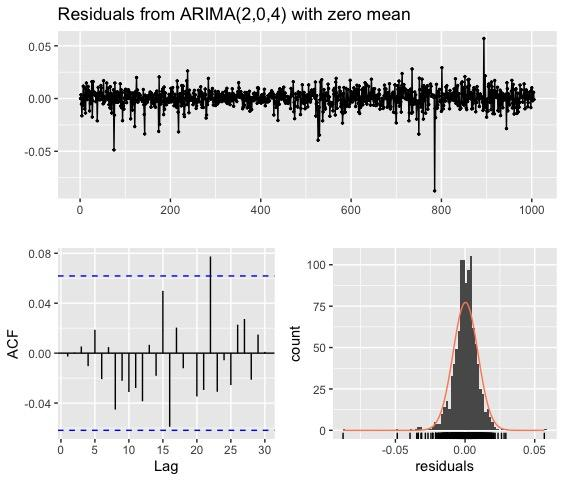 Residuals from ARIMA(2,0,4) with zero mean
0.05
0.00
-0.05
0 200 400 600 800 1000
0.08
0.04
0.00
-0.04
ACF
0 5 10 15 20 25 30
Lag
100
75
50
25
0
count
-0.05 0.00 0.05
residuals